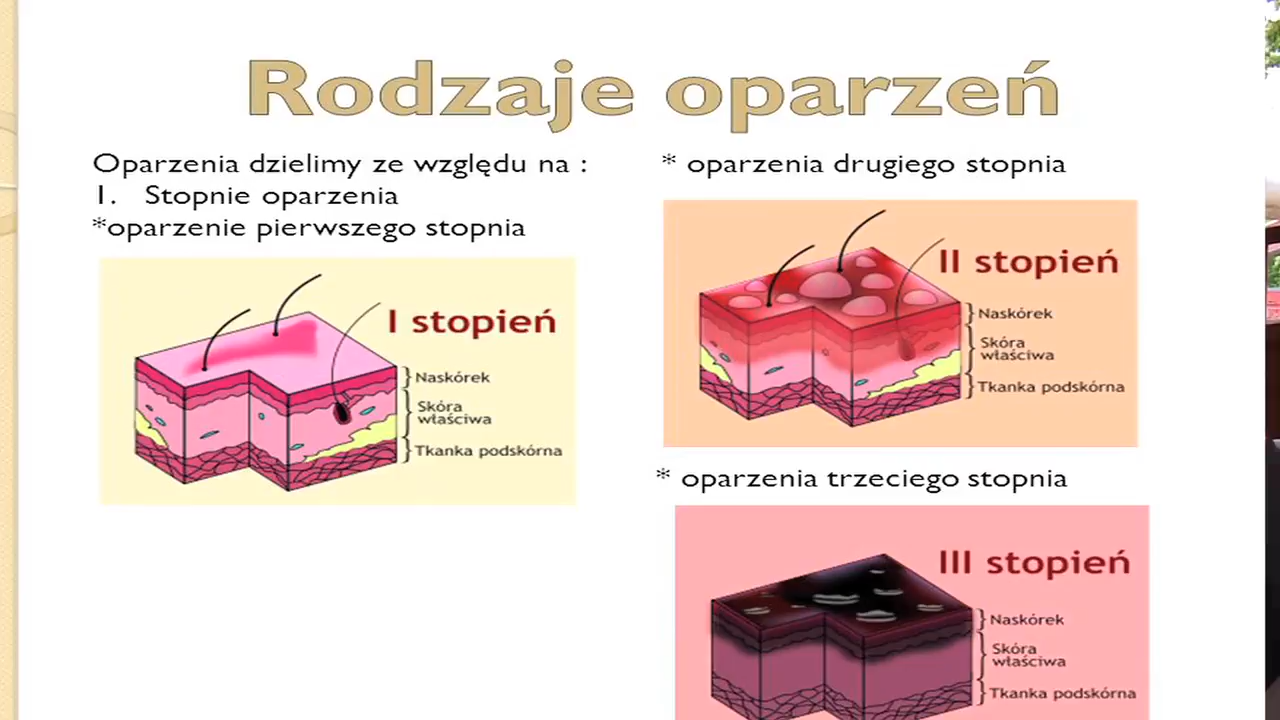 Rodzaje oparzeń
Oparzenia dzielimy ze względu na :
1. Stopnie oparzenia
*oparzenie pierwszego stopnia
I stopień
Naskórek
Skóra
właściwa
Tkanka podskórna
* oparzenia drugiego stopnia
II stopień
Naskórek
Skóra
właściwa
Tkanka podskórna
* oparzenia trzeciego stopnia
III stopień
Naskórek
Skóra
właściwa
Tkanka podskórna